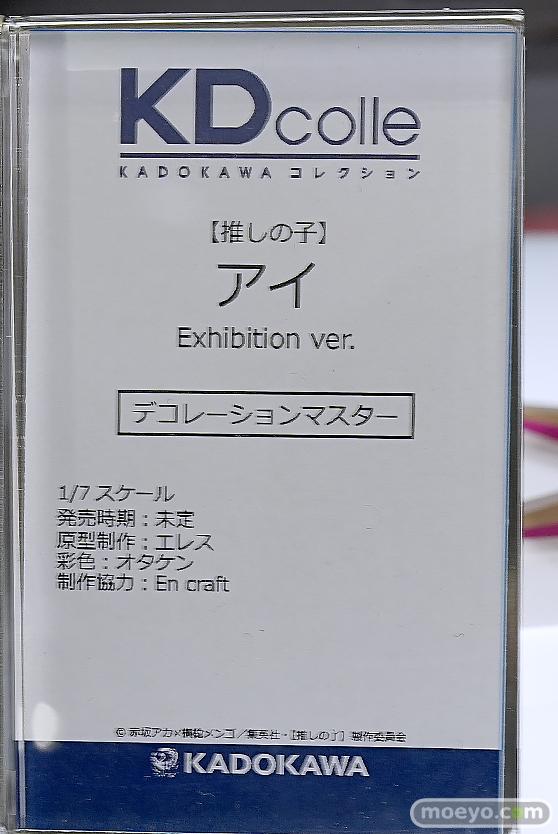 KDcolle
KADOKAWA コレクション
【推しの子】
アイ
Exhibition ver.
デコレーションマスター
1/7 スケール
発売時期：未定
原型制作：エレス
彩色：オタケン
制作協力：En craft
© 赤坂アカ×横槍メンゴ／集英社・【推しの子】製作委員会
KADOKAWA
moeyo.com